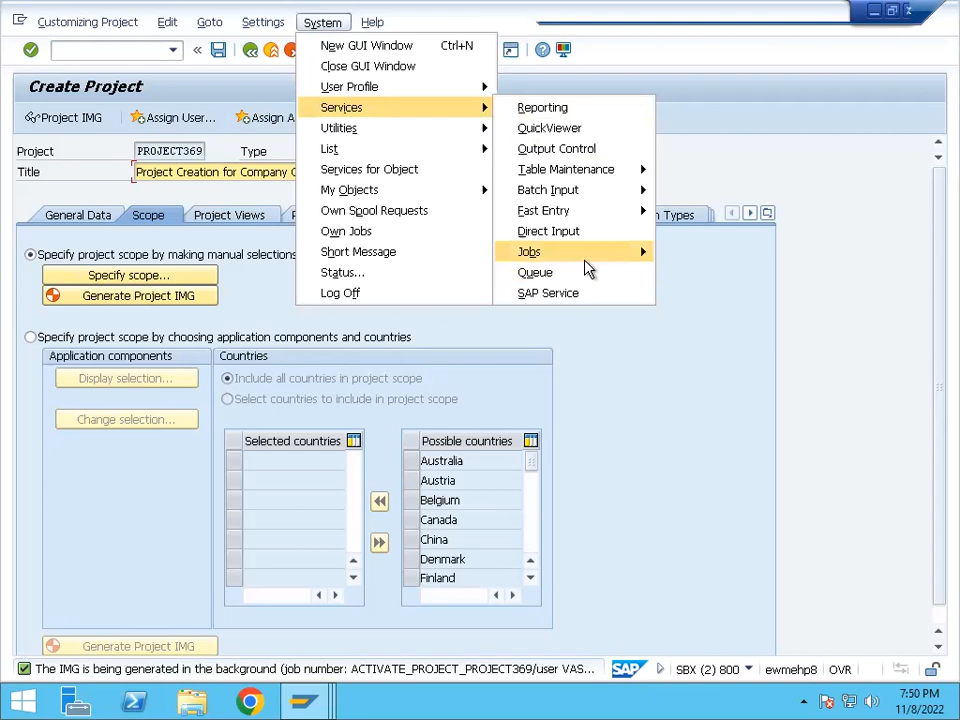 Customizing Project Edit Goto Settings System Help
New GUI Window Ctrl+N
Close GUI Window
User Profile
Services
Utilities
List
Services for Object
My Objects
Own Spool Requests
Own Jobs
Short Message
Status...
Log Off
Reporting
QuickViewer
Output Control
Table Maintenance
Batch Input
Fast Entry
Direct Input
Jobs
Queue
SAP Service
Create Project
Project IMG Assign User... Assign A
Project PROJECT369 Type
Title Project Creation for Company C
General Data Scope Project Views n Types
Specify project scope by making manual selections
Specify scope...
Generate Project IMG
Specify project scope by choosing application components and countries
Application components Countries
Display selection... Include all countries in project scope
Select countries to include in project scope
Change selection...
Selected countries Possible countries
Australia
Austria
Belgium
Canada
China
Denmark
Finland
Generate Project IMG
The IMG is being generated in the background (job number: ACTIVATE_PROJECT_PROJECT369/user VAS... SAP SBX (2) 800 ewmehp8 OVR
7:50 PM
11/8/2022